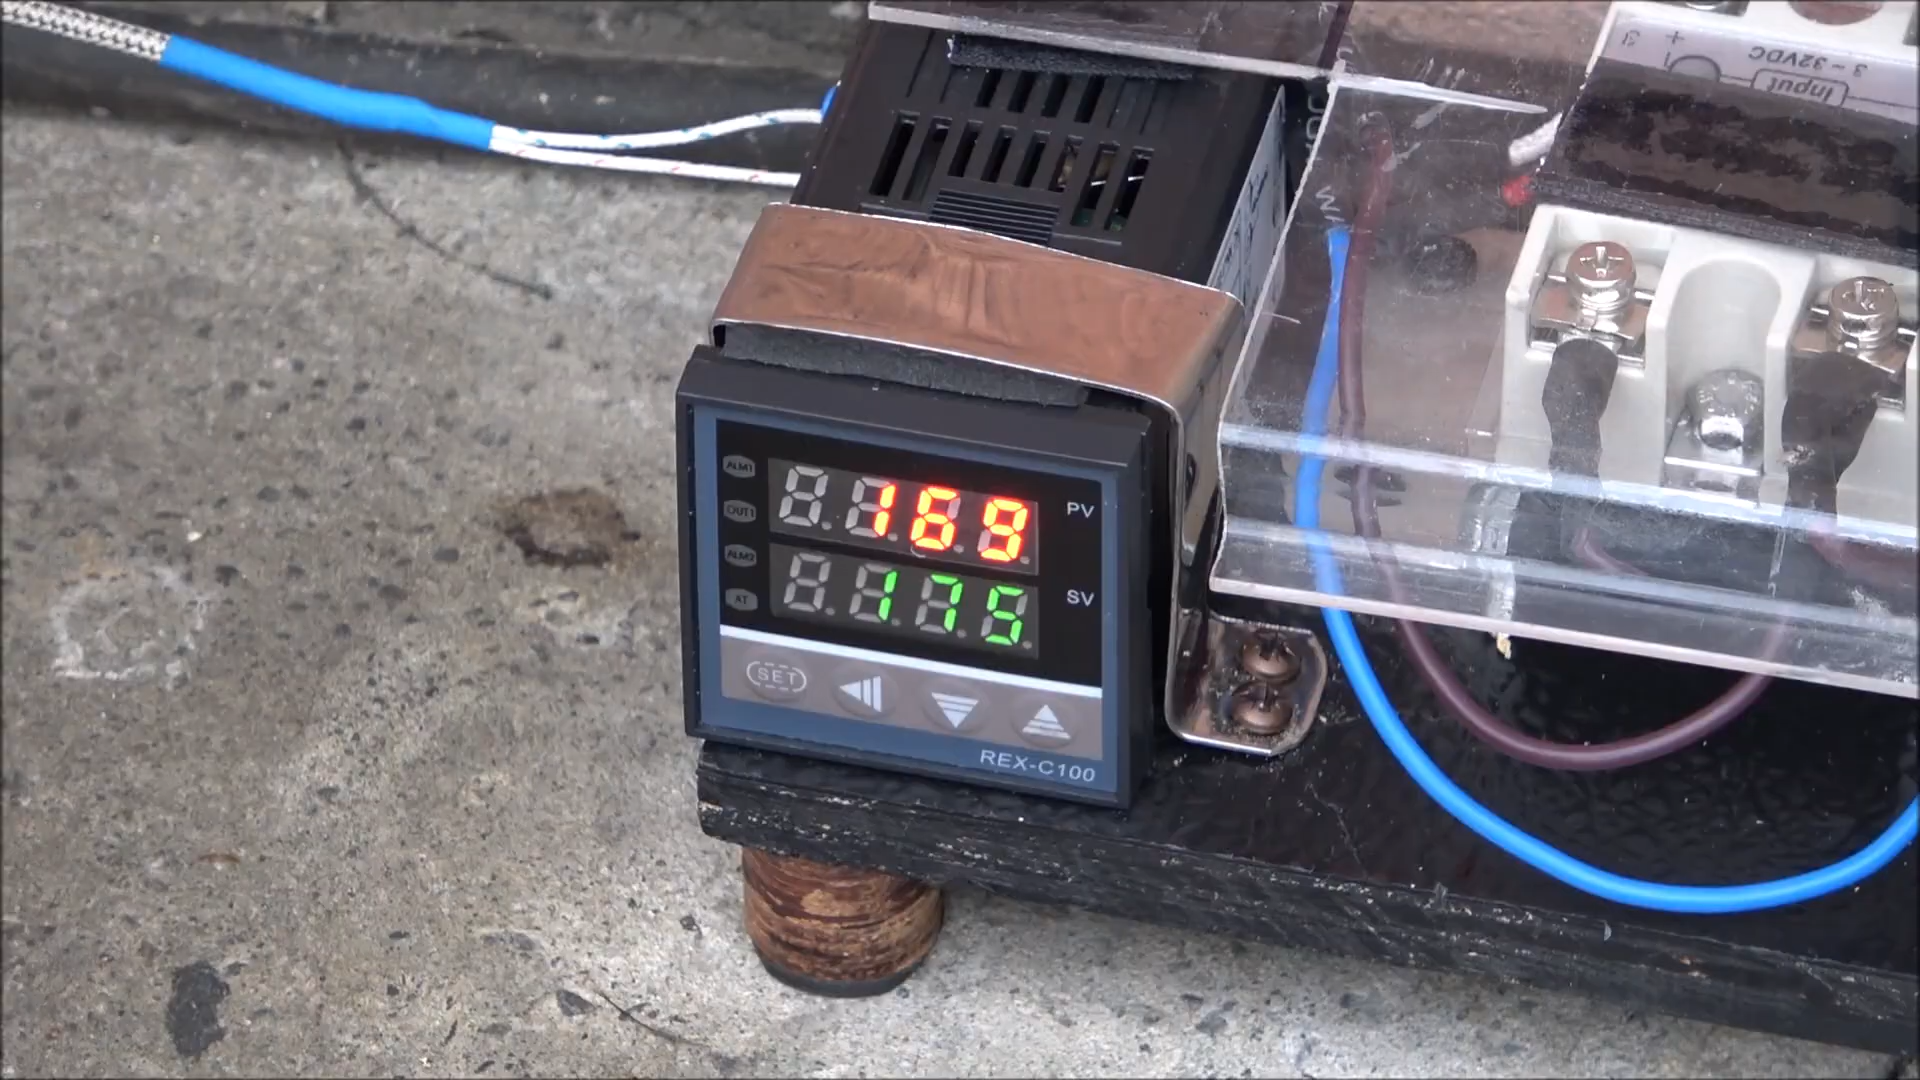 3~32VDC
Input
ALM1
169
PV
OUT1
ALM2
175
SV
AT
SET
REX-C100